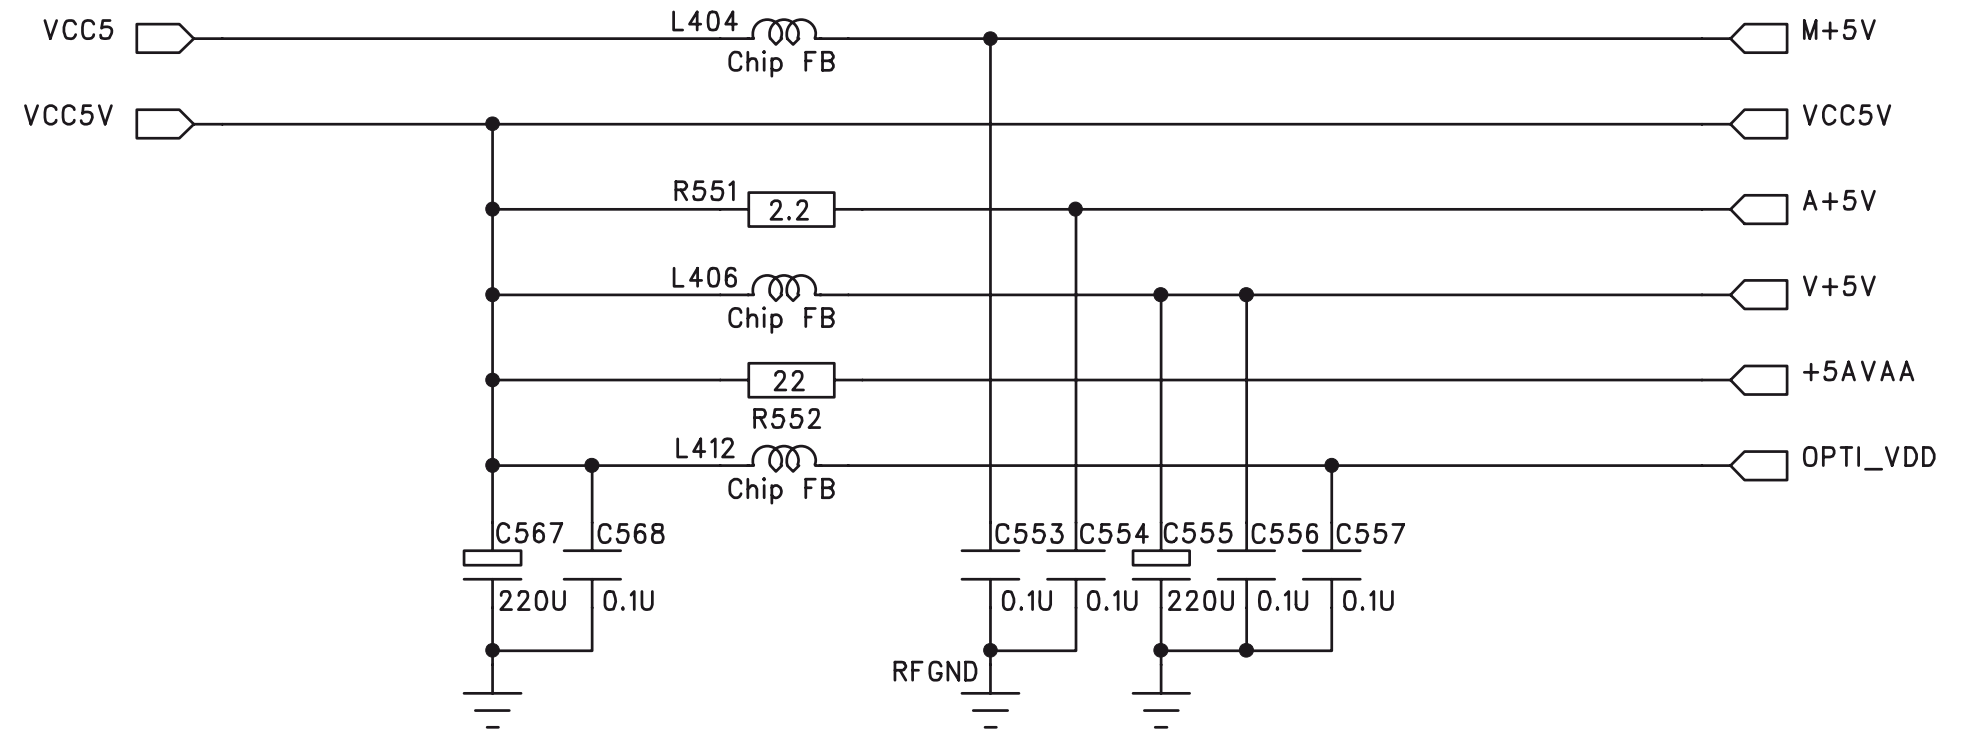 VCC5 L404 M+5V
Chip FB
VCC5V VCC5V
R551 2.2 A+5V
L406 V+5V
Chip FB
22 +5AVAA
R552
L412 OPTI_VDD
Chip FB
C567 C568 C553 C554 C555 C556 C557
220U 0.1U 0.1U 0.1U 220U 0.1U 0.1U
RFGND